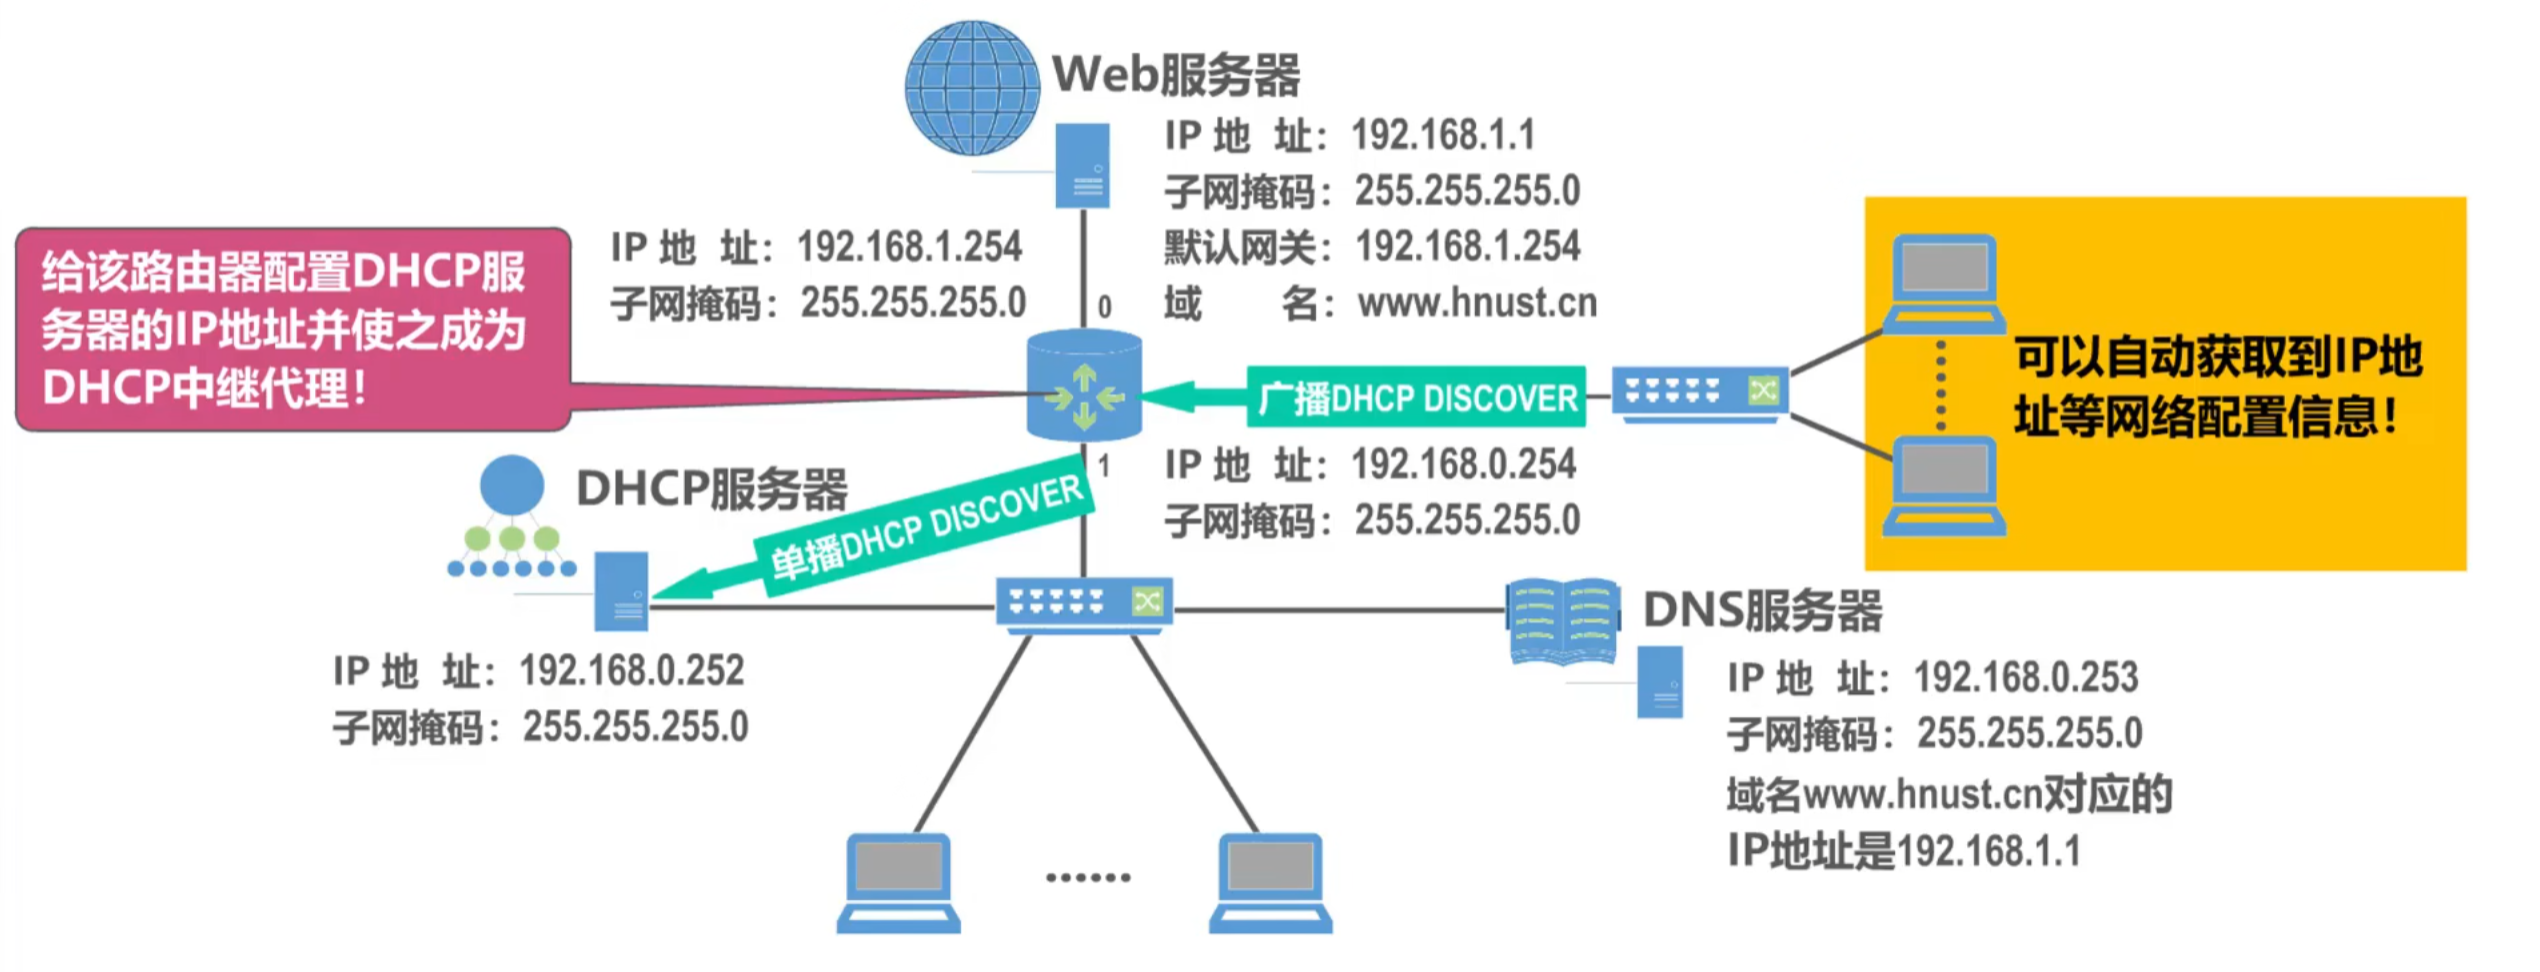 Web服务器
IP 地 址：192.168.1.1
子网掩码：255.255.255.0
默认网关：192.168.1.254
域 名：www.hnust.cn
IP 地 址：192.168.1.254
子网掩码：255.255.255.0
0
给该路由器配置DHCP服
务器的IP地址并使之成为
DHCP中继代理！
广播DHCP DISCOVER
可以自动获取到IP地
址等网络配置信息！
1
IP 地 址：192.168.0.254
子网掩码：255.255.255.0
DHCP服务器
单播DHCP DISCOVER
IP 地 址：192.168.0.252
子网掩码：255.255.255.0
DNS服务器
IP 地 址：192.168.0.253
子网掩码：255.255.255.0
域名www.hnust.cn对应的
IP地址是192.168.1.1
······
······